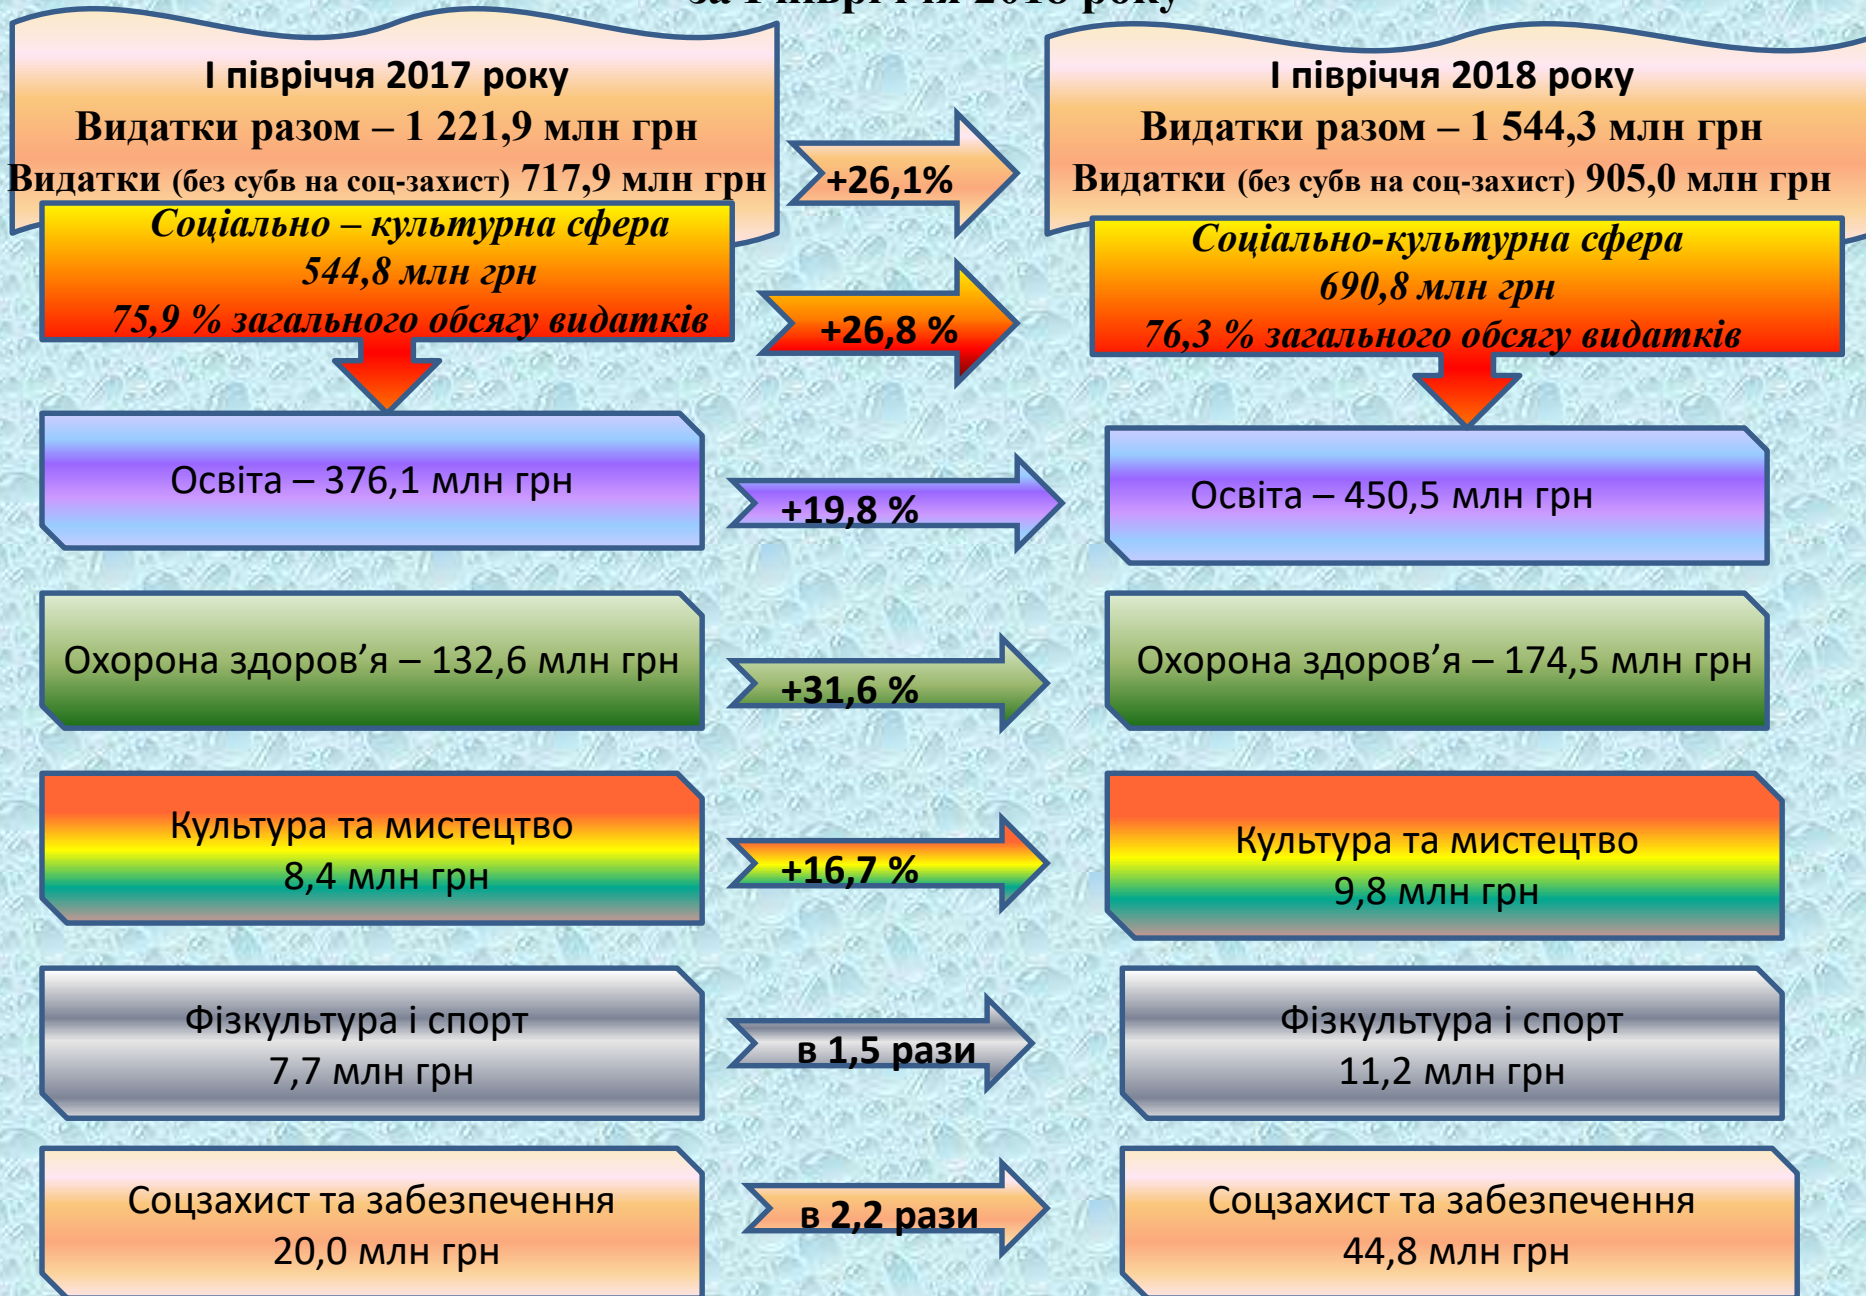 за І півріччя 2018 року
І півріччя 2017 року
Видатки разом – 1 221,9 млн грн
Видатки (без субв на соц-захист) 717,9 млн грн
Соціально – культурна сфера
544,8 млн грн
75,9 % загального обсягу видатків
+26,1%
+26,8 %
І півріччя 2018 року
Видатки разом – 1 544,3 млн грн
Видатки (без субв на соц-захист) 905,0 млн грн
Соціально-культурна сфера
690,8 млн грн
76,3 % загального обсягу видатків
Освіта – 376,1 млн грн
+19,8 %
Освіта – 450,5 млн грн
Охорона здоров’я – 132,6 млн грн
+31,6 %
Охорона здоров’я – 174,5 млн грн
Культура та мистецтво
8,4 млн грн
+16,7 %
Культура та мистецтво
9,8 млн грн
Фізкультура і спорт
7,7 млн грн
в 1,5 рази
Фізкультура і спорт
11,2 млн грн
Соцзахист та забезпечення
20,0 млн грн
в 2,2 рази
Соцзахист та забезпечення
44,8 млн грн